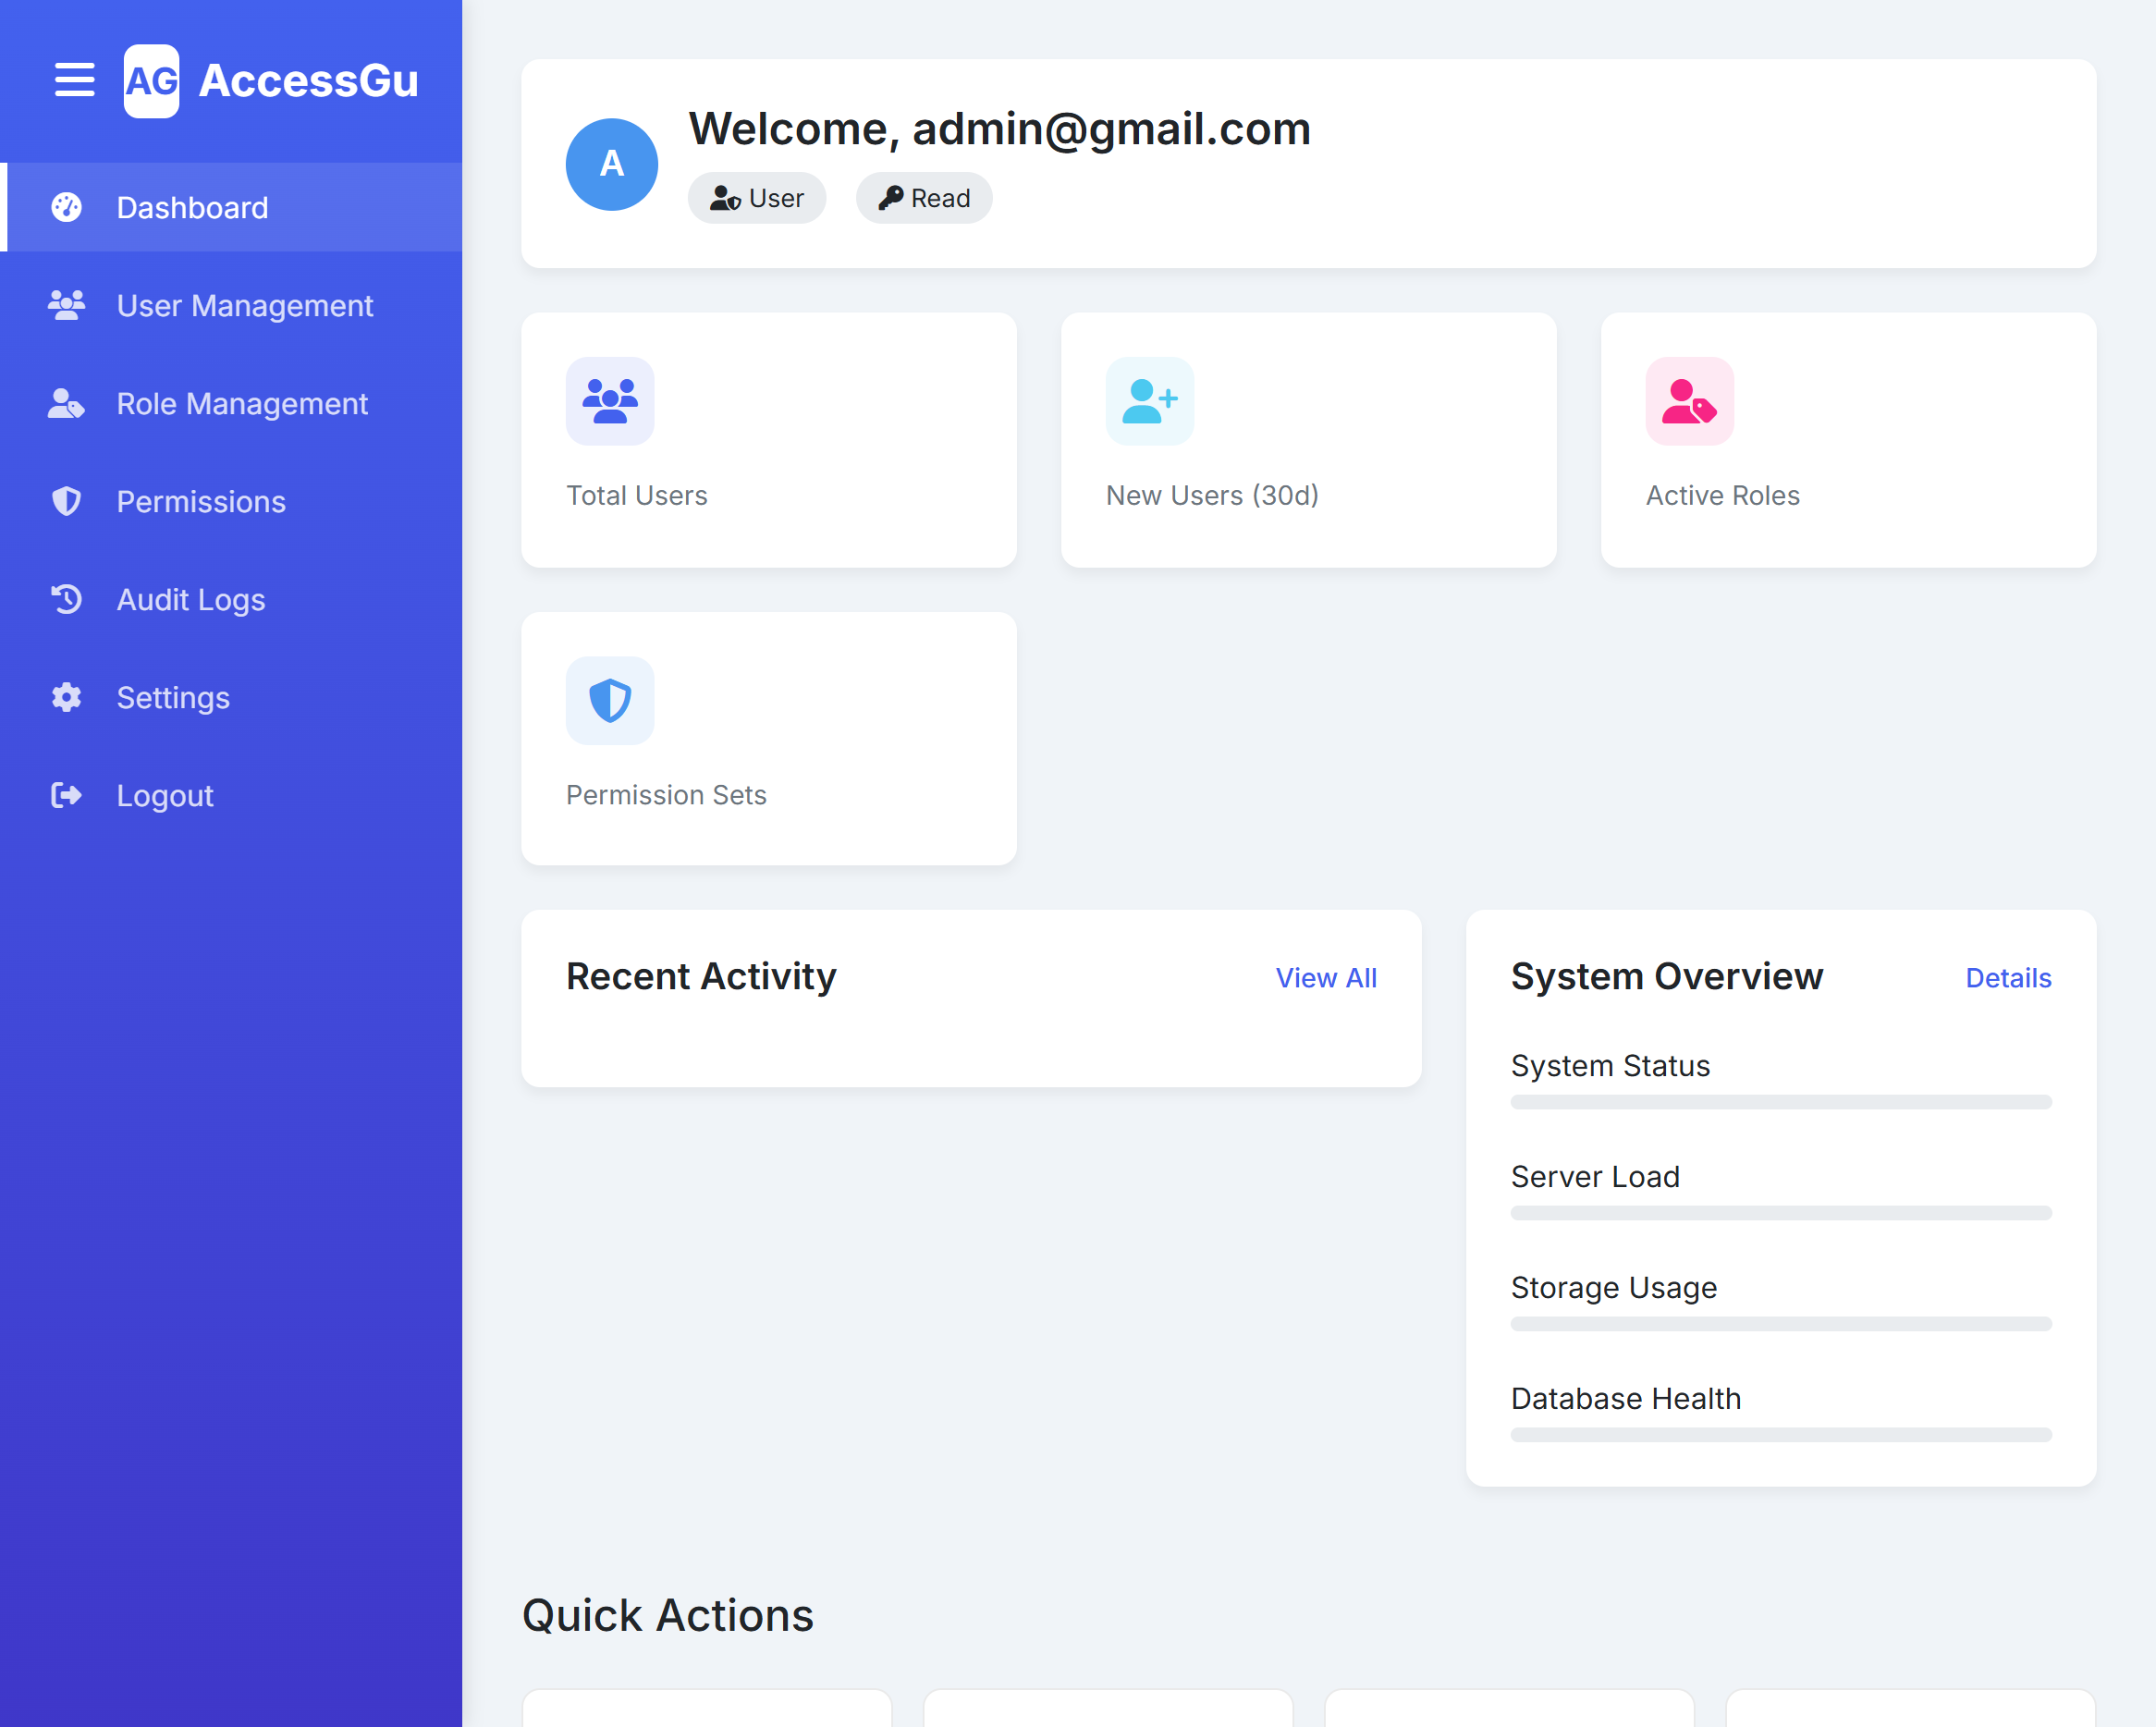 AG AccessGu
Dashboard
User Management
Role Management
Permissions
Audit Logs
Settings
Logout
A
Welcome, admin@gmail.com
User Read
Total Users
New Users (30d)
Active Roles
Permission Sets
Recent Activity View All
System Overview Details
System Status
Server Load
Storage Usage
Database Health
Quick Actions